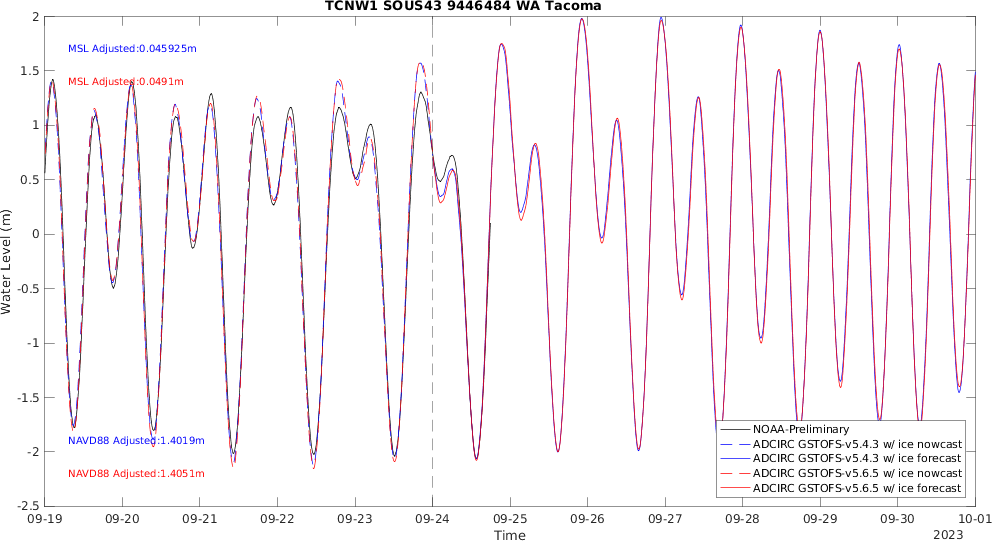 TCNW1 SOUS43 9446484 WA Tacoma
MSL Adjusted:0.045925m
MSL Adjusted:0.0491m
NAVD88 Adjusted:1.4019m
NAVD88 Adjusted:1.4051m
Water Level (m)
2
1.5
1
0.5
0
-0.5
-1
-1.5
-2
-2.5
NOAA-Preliminary
ADCIRC GSTOFS-v5.4.3 w/ ice nowcast
ADCIRC GSTOFS-v5.4.3 w/ ice forecast
ADCIRC GSTOFS-v5.6.5 w/ ice nowcast
ADCIRC GSTOFS-v5.6.5 w/ ice forecast
09-19 09-20 09-21 09-22 09-23 09-24 09-25 09-26 09-27 09-28 09-29 09-30 10-01
Time
2023